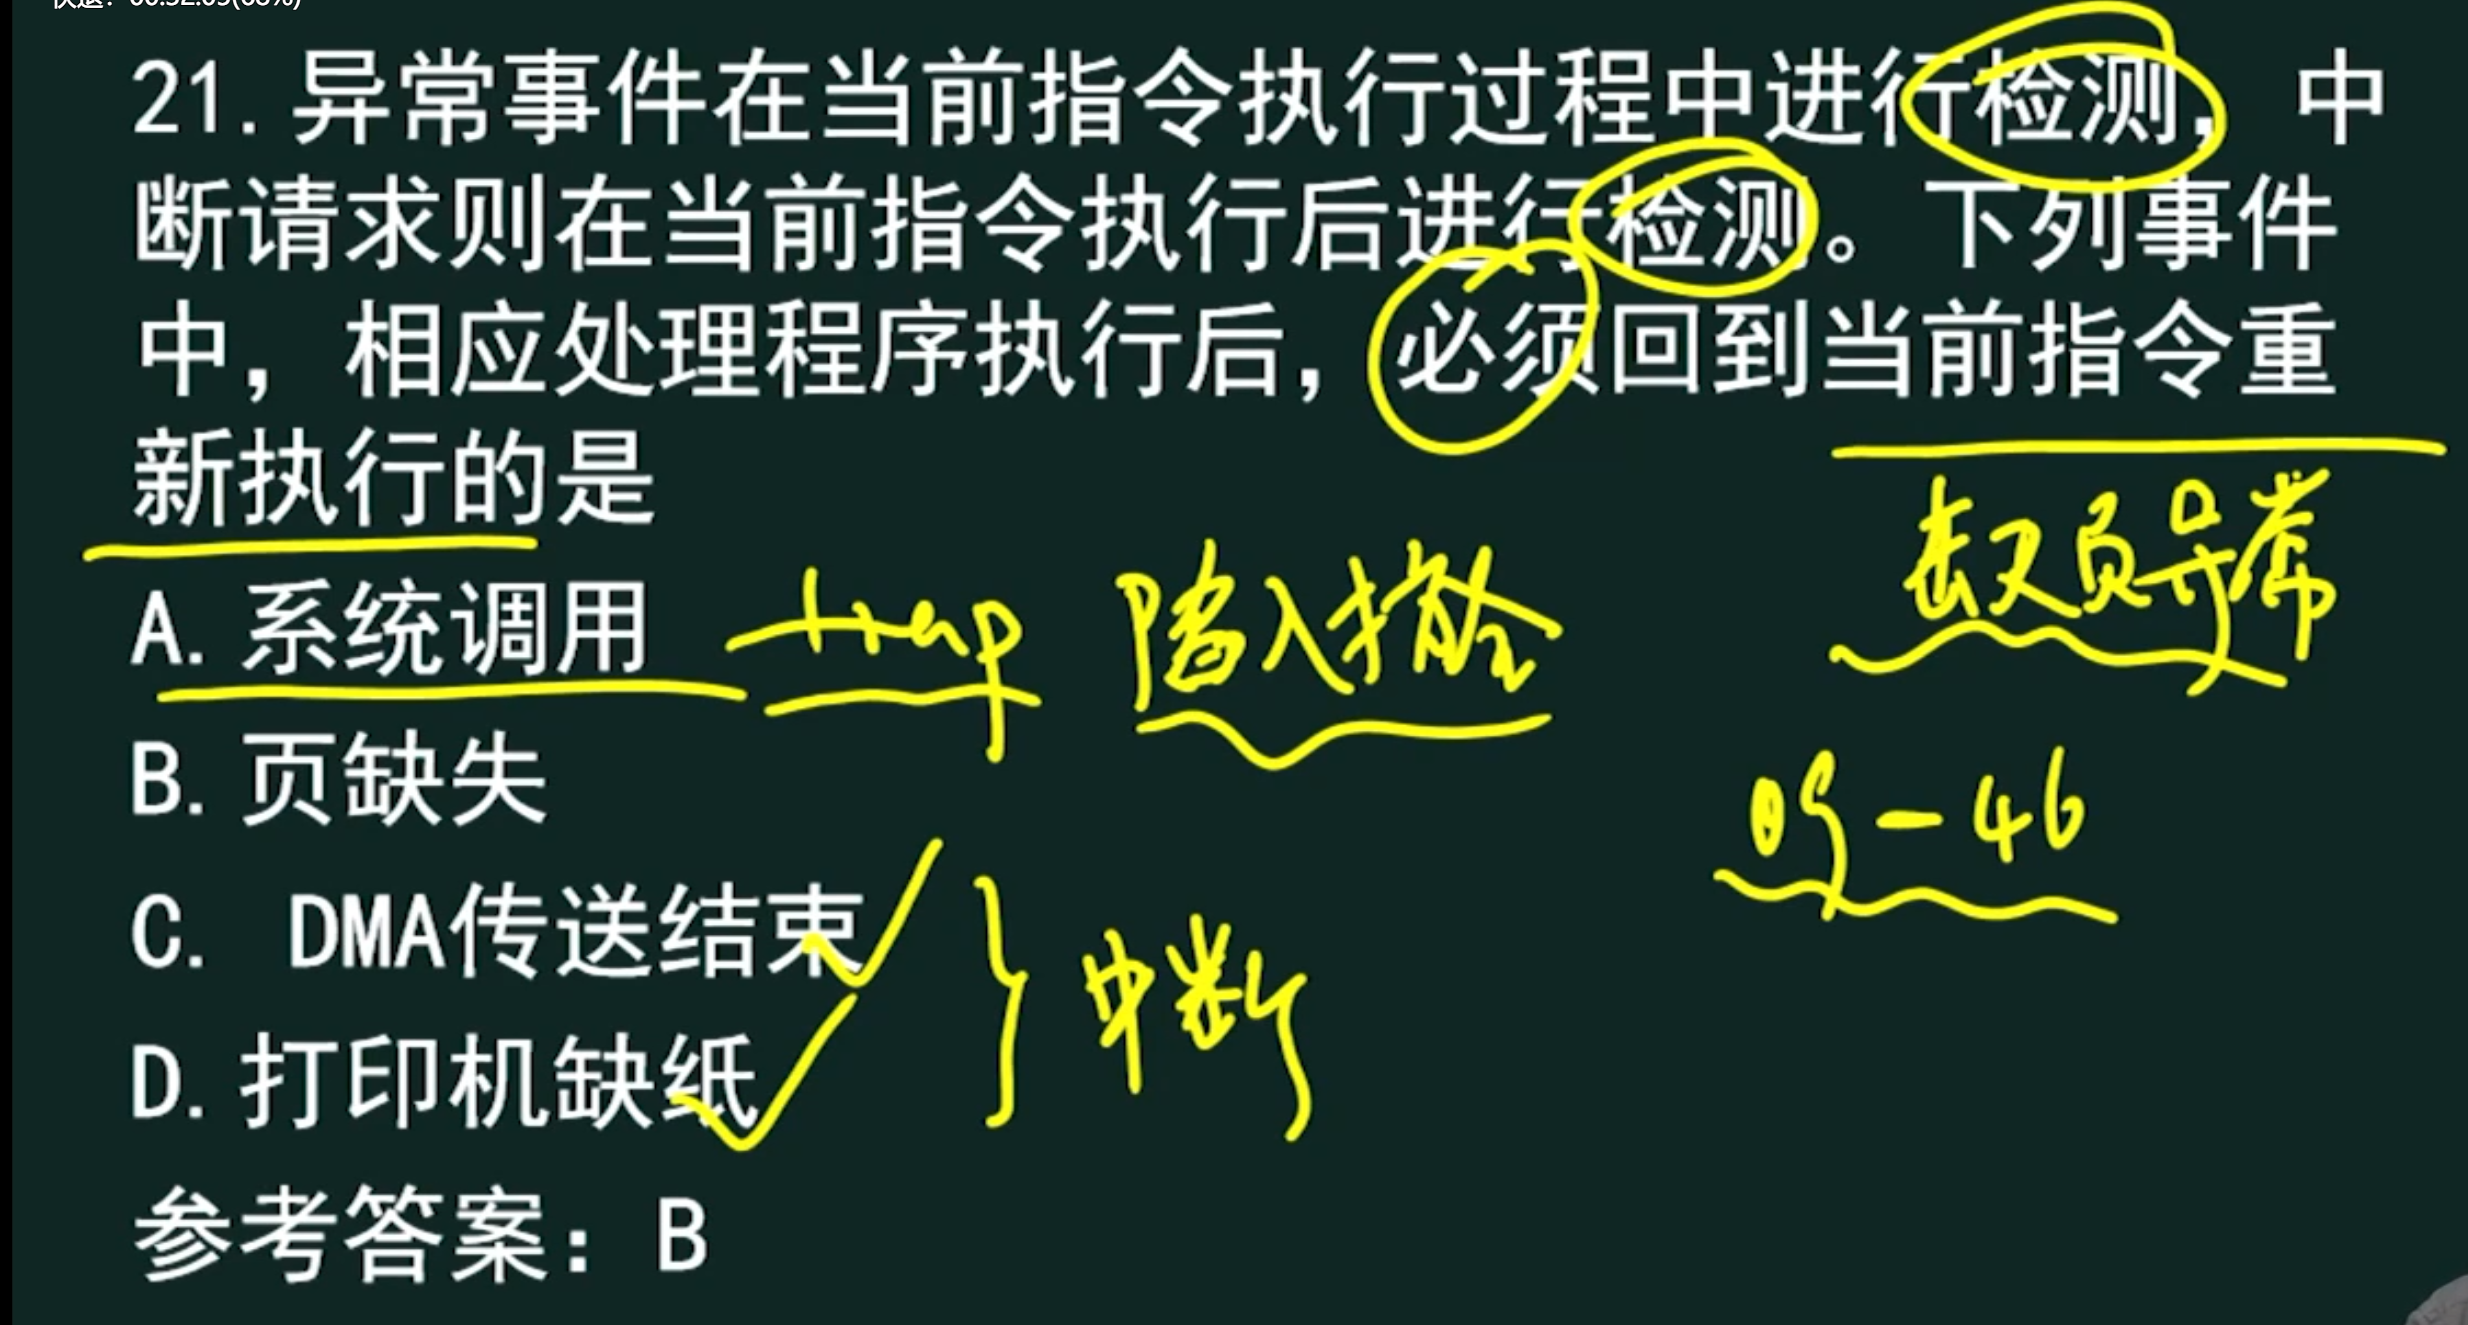 21.异常事件在当前指令执行过程中进行检测，中
断请求则在当前指令执行后进行检测。下列事件
中，相应处理程序执行后，必须回到当前指令重
新执行的是
缺页异常
A.系统调用 trap 陷入指令
B.页缺失
OS-46
C. DMA传送结束
中断
D.打印机缺纸
参考答案：B